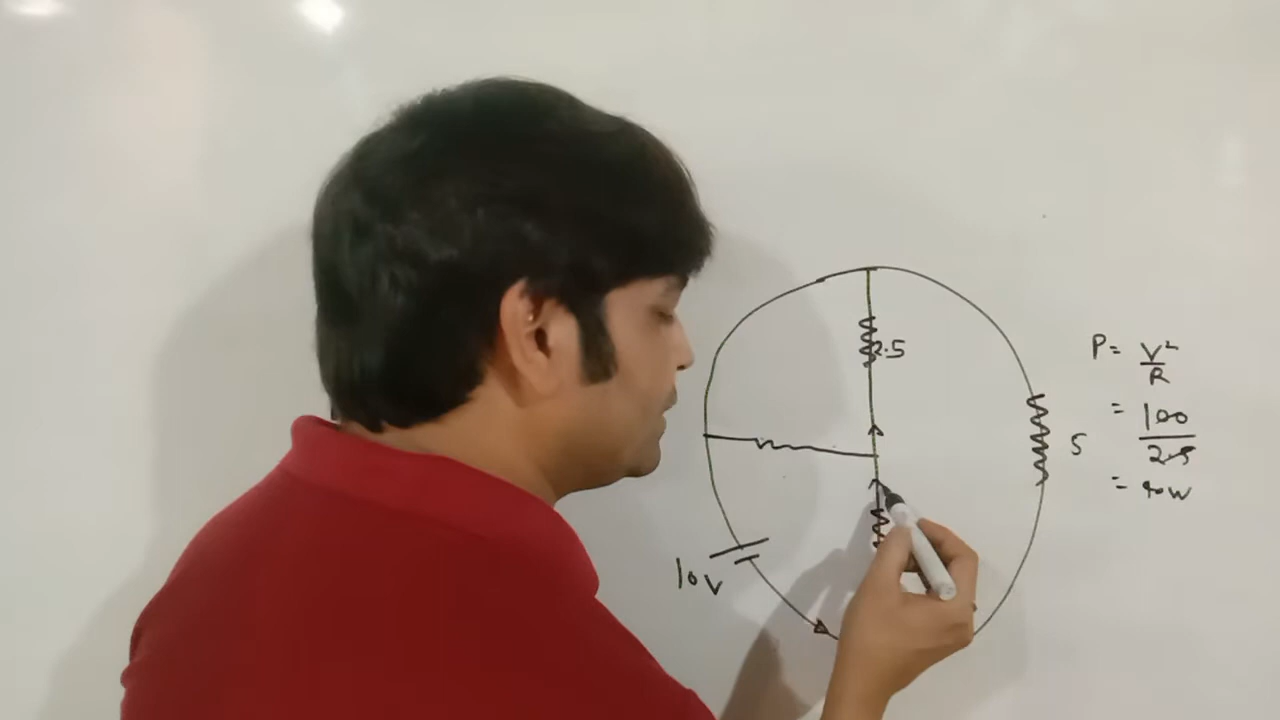 2.5
10V
5
P = V²/R
= 100/2.5
= 40W